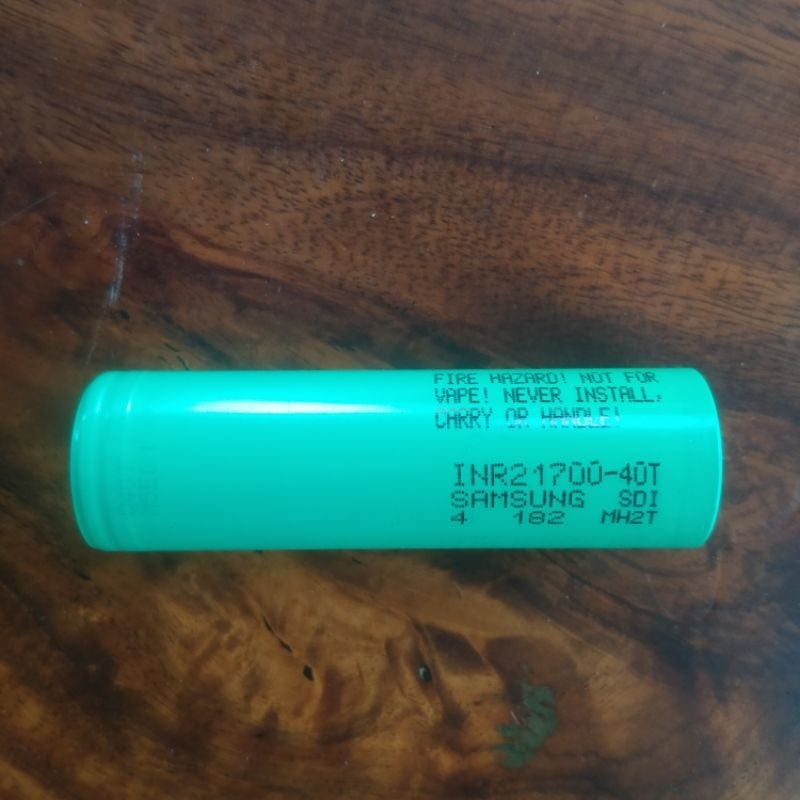 FIRE HAZARD! NOT FOR
VAPE! NEVER INSTALL,
CARRY OR HANDLE!
INR21700-40T
SAMSUNG SDI
4 182 MH2T